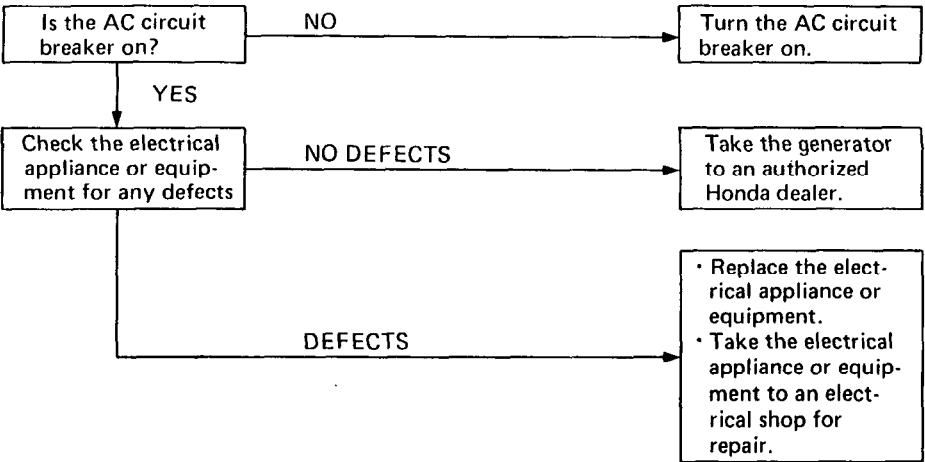 Is the AC circuit
breaker on?
NO
Turn the AC circuit
breaker on.
YES
Check the electrical
appliance or equip-
ment for any defects
NO DEFECTS
Take the generator
to an authorized
Honda dealer.
DEFECTS
· Replace the elect-
rical appliance or
equipment.
· Take the electrical
appliance or equip-
ment to an elect-
rical shop for
repair.